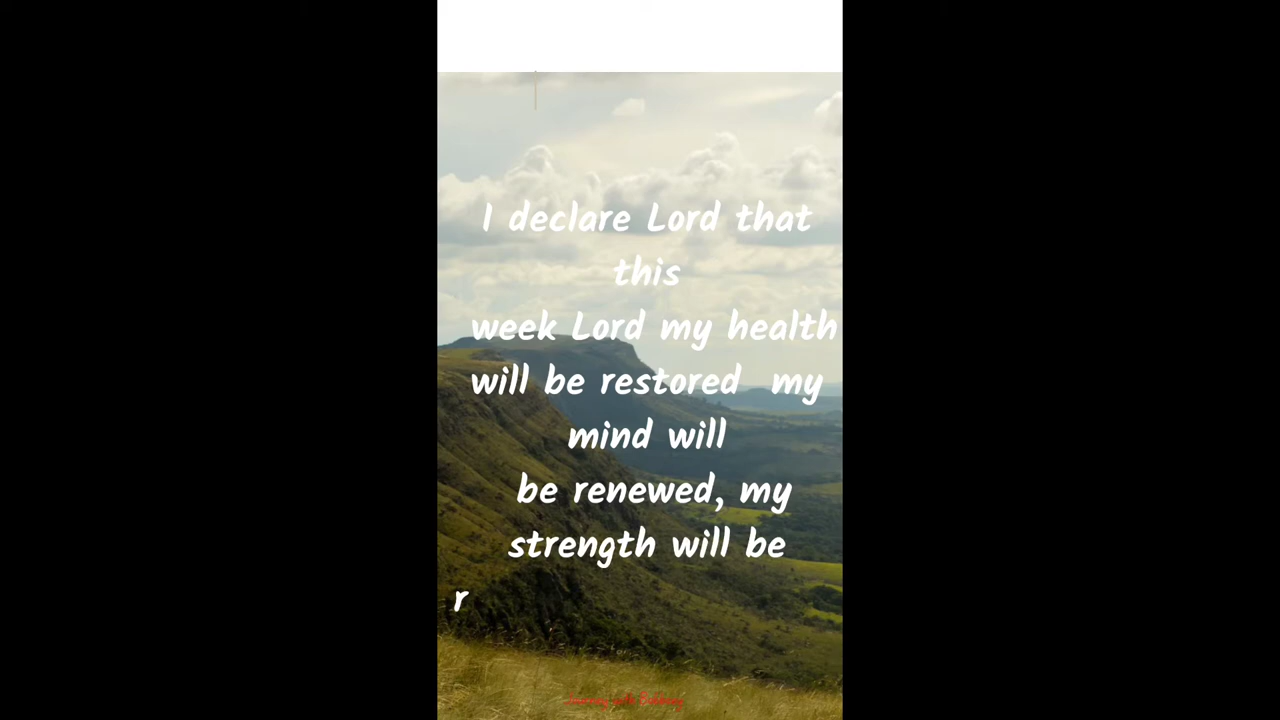 I declare Lord that
this
week Lord my health
will be restored my
mind will
be renewed, my
strength will be
r